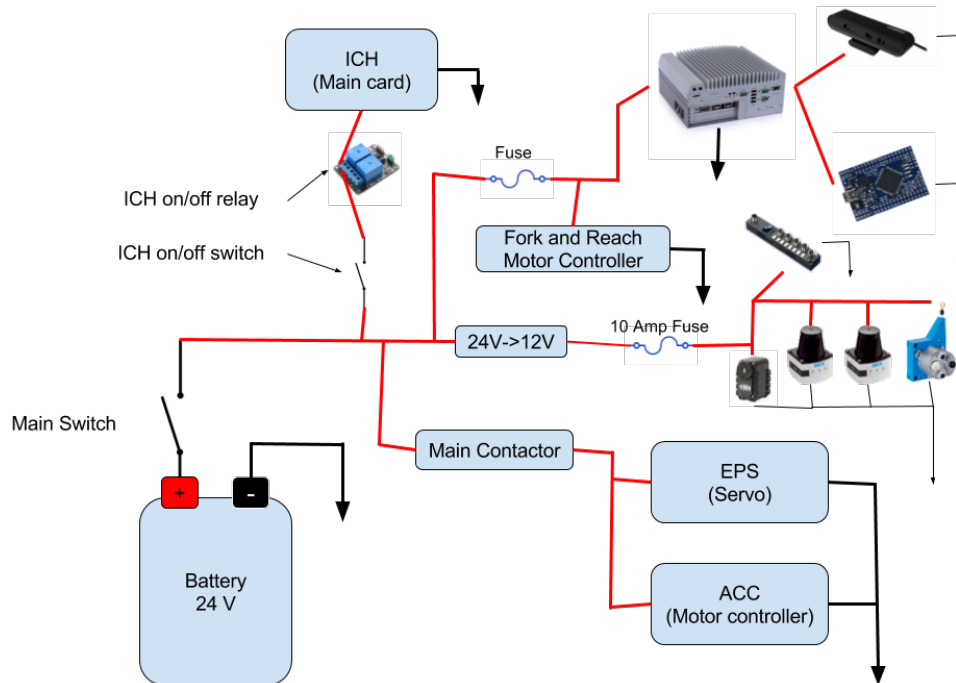 ICH
(Main card)
Fuse
ICH on/off relay
ICH on/off switch
Fork and Reach
Motor Controller
24V->12V
10 Amp Fuse
Main Switch
Main Contactor
EPS
(Servo)
+
-
Battery
24 V
ACC
(Motor controller)